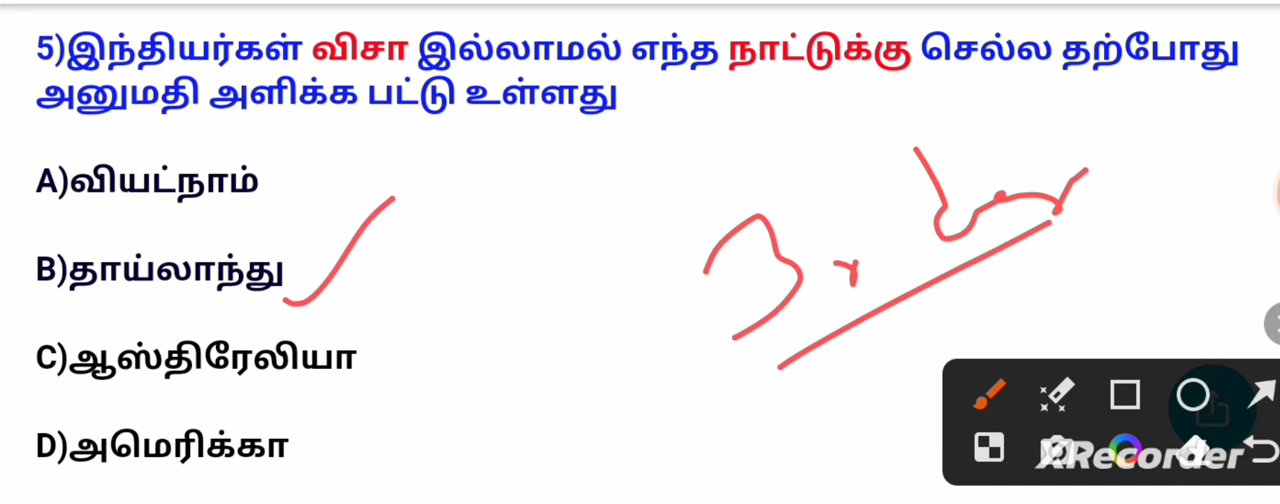 5)இந்தியர்கள் விசா இல்லாமல் எந்த நாட்டுக்கு செல்ல தற்போது
அனுமதி அளிக்க பட்டு உள்ளது
A)வியட்நாம்
B)தாய்லாந்து
C)ஆஸ்திரேலியா
D)அமெரிக்கா
XRecorder